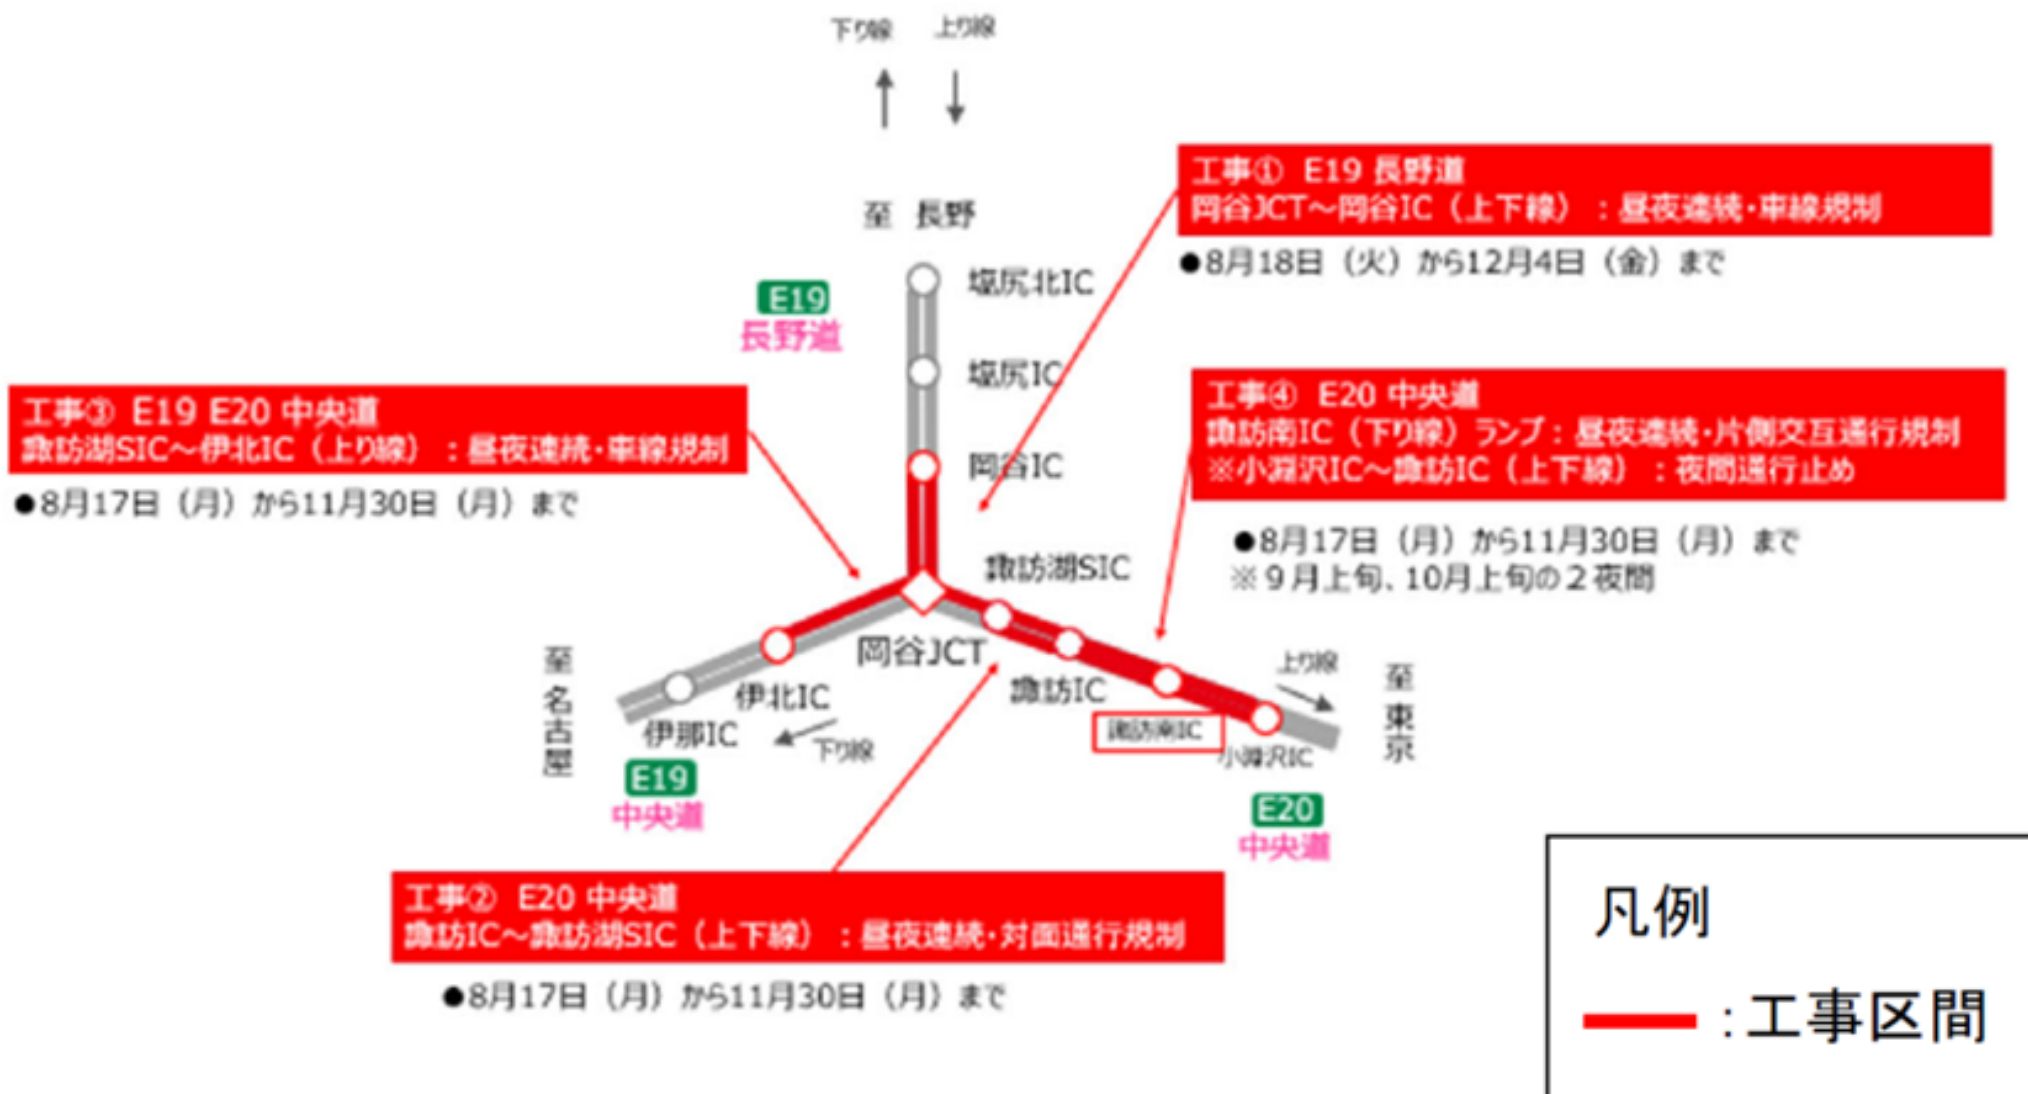 下り線 上り線
至 長野
工事① E19 長野道
岡谷JCT～岡谷IC（上下線）：昼夜連続・車線規制
●8月18日（火）から12月4日（金）まで
塩尻北IC
E19
長野道
塩尻IC
工事③ E19 E20 中央道
諏訪湖SIC～伊北IC（上り線）：昼夜連続・車線規制
●8月17日（月）から11月30日（月）まで
岡谷IC
工事④ E20 中央道
諏訪南IC（下り線）ランプ：昼夜連続・片側交互通行規制
※小淵沢IC～諏訪IC（上下線）：夜間通行止め
●8月17日（月）から11月30日（月）まで
※９月上旬、10月上旬の２夜間
諏訪湖SIC
岡谷JCT
諏訪IC
諏訪南IC
小淵沢IC
上り線
至東京
至名古屋
伊北IC
伊那IC
下り線
E19
中央道
E20
中央道
工事② E20 中央道
諏訪IC～諏訪湖SIC（上下線）：昼夜連続・対面通行規制
●8月17日（月）から11月30日（月）まで
凡例
：工事区間